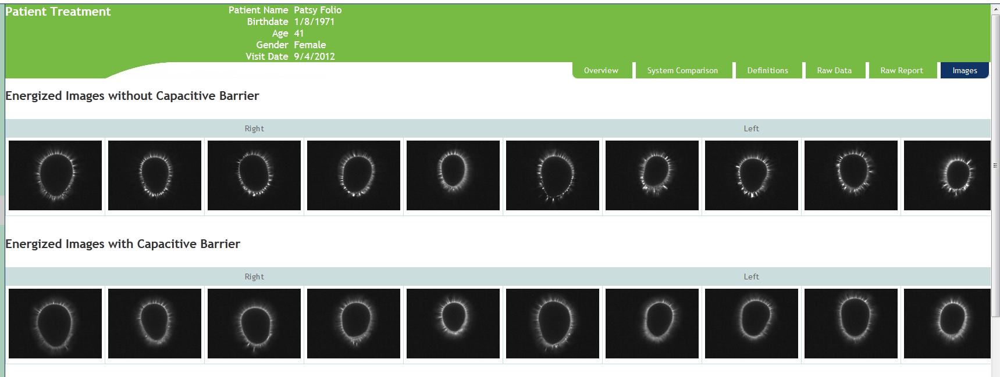 Patient Treatment
Patient Name Patsy Folio
Birthdate 1/8/1971
Age 41
Gender Female
Visit Date 9/4/2012
Overview System Comparison Definitions Raw Data Raw Report Images
Energized Images without Capacitive Barrier
Right Left
Energized Images with Capacitive Barrier
Right Left